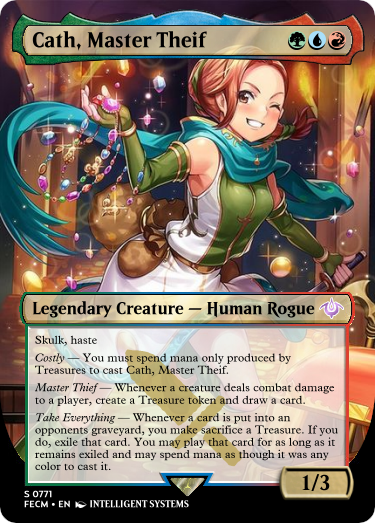 Cath, Master Theif
Legendary Creature — Human Rogue
Skulk, haste
Costly — You must spend mana only produced by
Treasures to cast Cath, Master Theif.
Master Thief — Whenever a creature deals combat damage
to a player, create a Treasure token and draw a card.
Take Everything — Whenever a card is put into an
opponents graveyard, you make sacrifice a Treasure. If you
do, exile that card. You may play that card for as long as it
remains exiled and may spend mana as though it was any
color to cast it.
1/3
S 0771
FECM • EN INTELLIGENT SYSTEMS